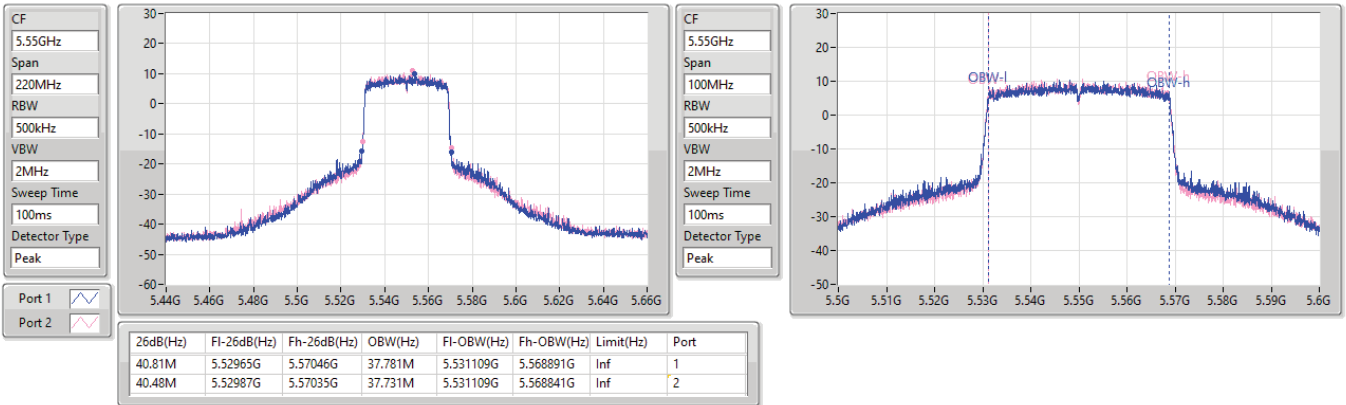 CF
5.55GHz
Span
220MHz
RBW
500kHz
VBW
2MHz
Sweep Time
100ms
Detector Type
Peak
30
20
10
0
-10
-20
-30
-40
-50
-60
5.44G 5.46G 5.48G 5.5G 5.52G 5.54G 5.56G 5.58G 5.6G 5.62G 5.64G 5.66G
CF
5.55GHz
Span
100MHz
RBW
500kHz
VBW
2MHz
Sweep Time
100ms
Detector Type
Peak
30
20
10
0
-10
-20
-30
-40
-50
OBW-l
OBW-h
OBW-h
5.5G 5.51G 5.52G 5.53G 5.54G 5.55G 5.56G 5.57G 5.58G 5.59G 5.6G
Port 1
Port 2
26dB(Hz) Fl-26dB(Hz) Fh-26dB(Hz) OBW(Hz) Fl-OBW(Hz) Fh-OBW(Hz) Limit(Hz) Port
40.81M 5.52965G 5.57046G 37.781M 5.531109G 5.568891G Inf 1
40.48M 5.52987G 5.57035G 37.731M 5.531109G 5.568841G Inf 2